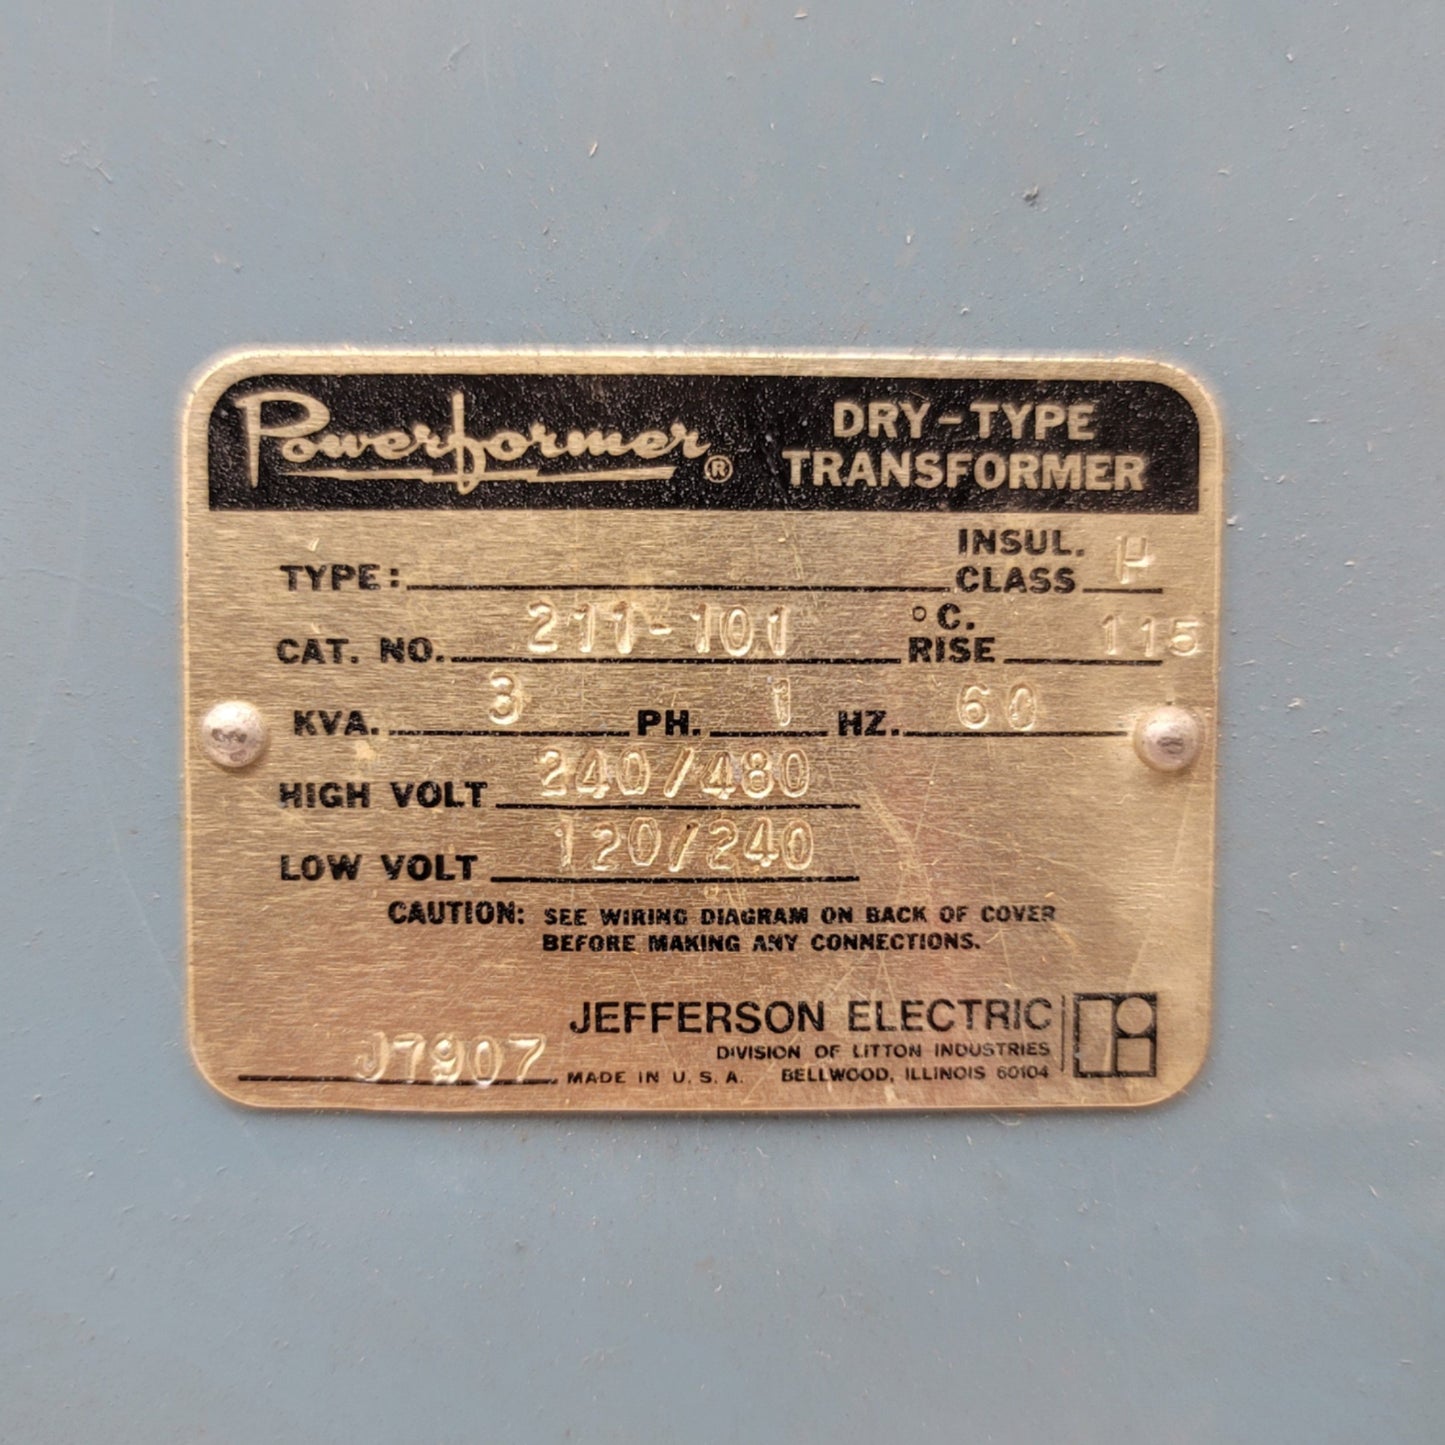 Powerformer®
DRY-TYPE
TRANSFORMER
TYPE:
INSUL.
CLASS H
CAT. NO. 211-101
°C.
RISE 115
KVA. 3 PH. 1 HZ. 60
HIGH VOLT 240/480
LOW VOLT 120/240
CAUTION: SEE WIRING DIAGRAM ON BACK OF COVER
BEFORE MAKING ANY CONNECTIONS.
JEFFERSON ELECTRIC
DIVISION OF LITTON INDUSTRIES
J7907 MADE IN U.S.A. BELLWOOD, ILLINOIS 60104